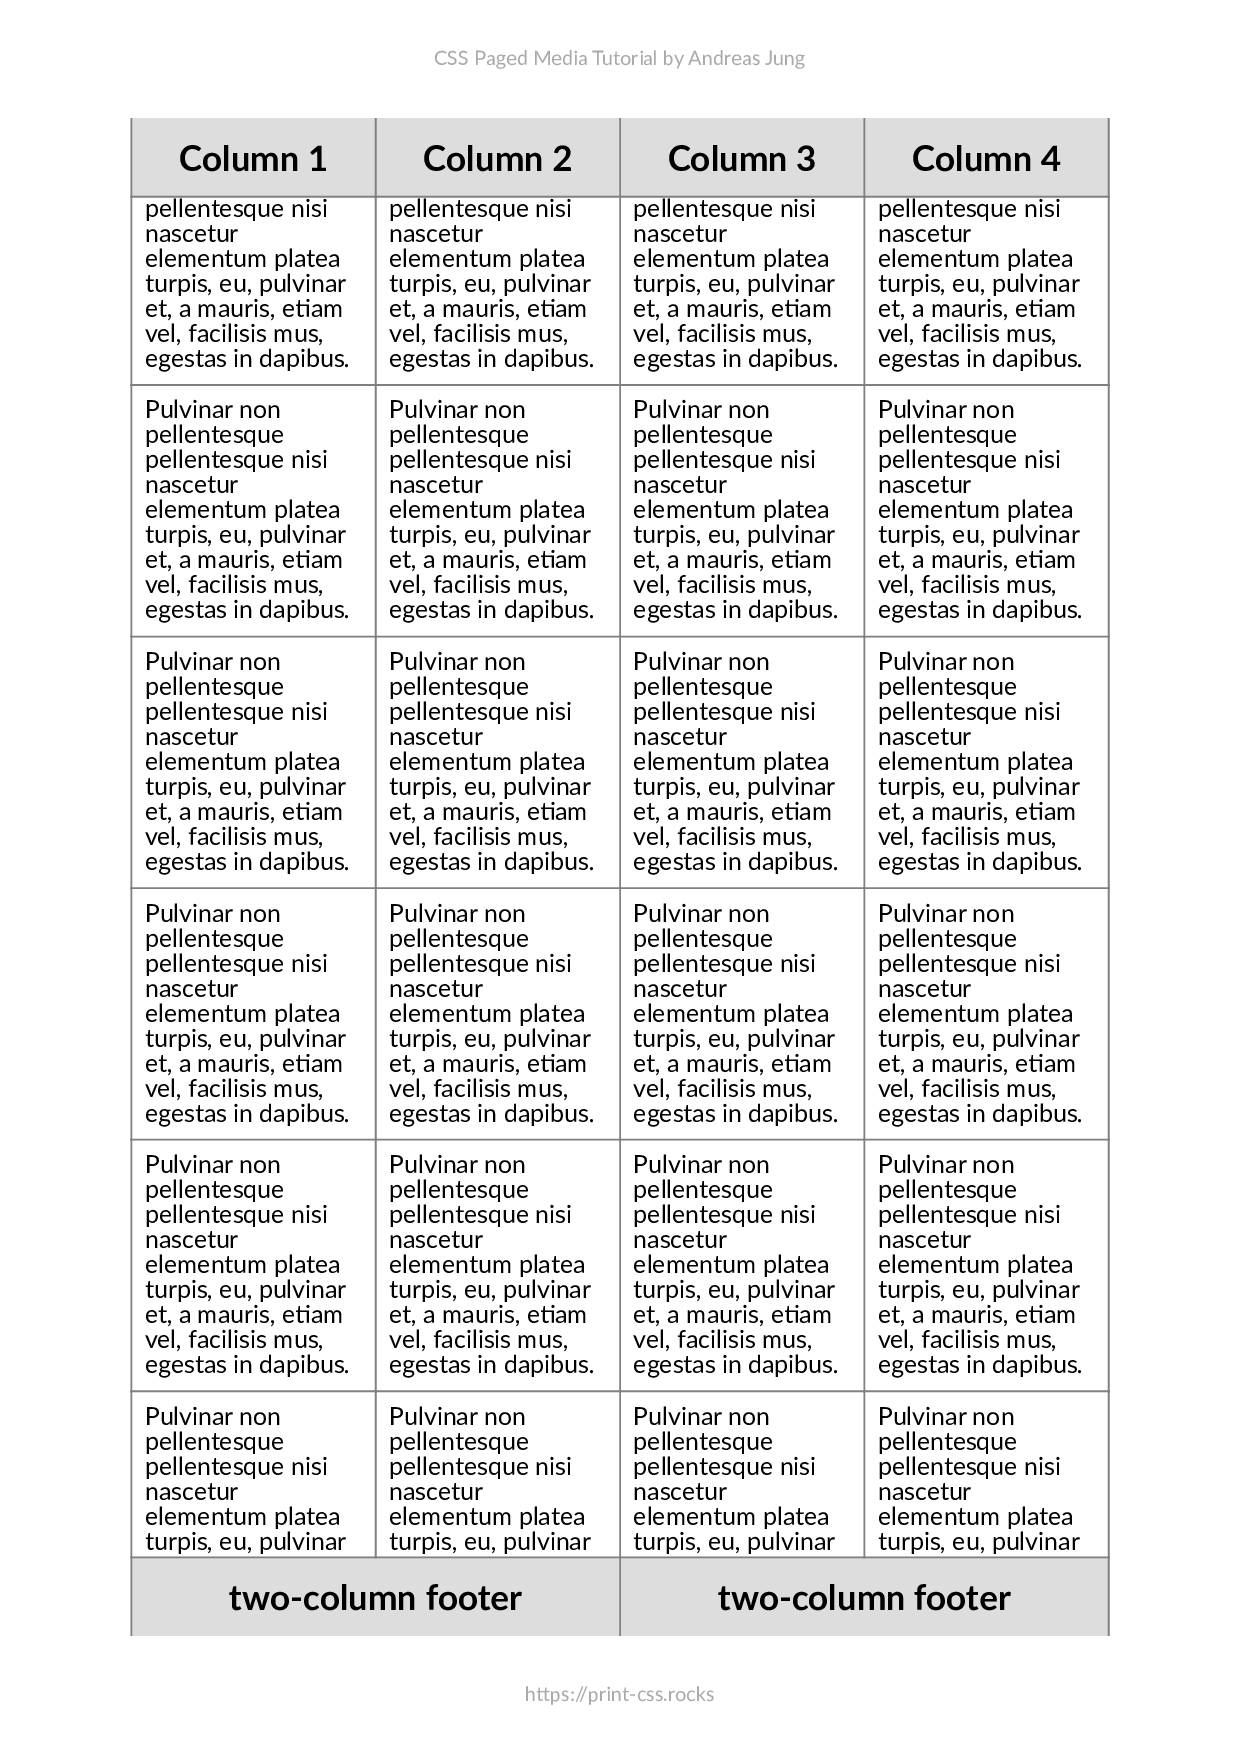 CSS Paged Media Tutorial by Andreas Jung
Column 1 Column 2 Column 3 Column 4
pellentesque nisi pellentesque nisi pellentesque nisi pellentesque nisi
nascetur nascetur nascetur nascetur
elementum platea elementum platea elementum platea elementum platea
turpis, eu, pulvinar turpis, eu, pulvinar turpis, eu, pulvinar turpis, eu, pulvinar
et, a mauris, etiam et, a mauris, etiam et, a mauris, etiam et, a mauris, etiam
vel, facilisis mus, vel, facilisis mus, vel, facilisis mus, vel, facilisis mus,
egestas in dapibus. egestas in dapibus. egestas in dapibus. egestas in dapibus.
Pulvinar non Pulvinar non Pulvinar non Pulvinar non
pellentesque pellentesque pellentesque pellentesque
pellentesque nisi pellentesque nisi pellentesque nisi pellentesque nisi
nascetur nascetur nascetur nascetur
elementum platea elementum platea elementum platea elementum platea
turpis, eu, pulvinar turpis, eu, pulvinar turpis, eu, pulvinar turpis, eu, pulvinar
et, a mauris, etiam et, a mauris, etiam et, a mauris, etiam et, a mauris, etiam
vel, facilisis mus, vel, facilisis mus, vel, facilisis mus, vel, facilisis mus,
egestas in dapibus. egestas in dapibus. egestas in dapibus. egestas in dapibus.
Pulvinar non Pulvinar non Pulvinar non Pulvinar non
pellentesque pellentesque pellentesque pellentesque
pellentesque nisi pellentesque nisi pellentesque nisi pellentesque nisi
nascetur nascetur nascetur nascetur
elementum platea elementum platea elementum platea elementum platea
turpis, eu, pulvinar turpis, eu, pulvinar turpis, eu, pulvinar turpis, eu, pulvinar
et, a mauris, etiam et, a mauris, etiam et, a mauris, etiam et, a mauris, etiam
vel, facilisis mus, vel, facilisis mus, vel, facilisis mus, vel, facilisis mus,
egestas in dapibus. egestas in dapibus. egestas in dapibus. egestas in dapibus.
Pulvinar non Pulvinar non Pulvinar non Pulvinar non
pellentesque pellentesque pellentesque pellentesque
pellentesque nisi pellentesque nisi pellentesque nisi pellentesque nisi
nascetur nascetur nascetur nascetur
elementum platea elementum platea elementum platea elementum platea
turpis, eu, pulvinar turpis, eu, pulvinar turpis, eu, pulvinar turpis, eu, pulvinar
et, a mauris, etiam et, a mauris, etiam et, a mauris, etiam et, a mauris, etiam
vel, facilisis mus, vel, facilisis mus, vel, facilisis mus, vel, facilisis mus,
egestas in dapibus. egestas in dapibus. egestas in dapibus. egestas in dapibus.
Pulvinar non Pulvinar non Pulvinar non Pulvinar non
pellentesque pellentesque pellentesque pellentesque
pellentesque nisi pellentesque nisi pellentesque nisi pellentesque nisi
nascetur nascetur nascetur nascetur
elementum platea elementum platea elementum platea elementum platea
turpis, eu, pulvinar turpis, eu, pulvinar turpis, eu, pulvinar turpis, eu, pulvinar
et, a mauris, etiam et, a mauris, etiam et, a mauris, etiam et, a mauris, etiam
vel, facilisis mus, vel, facilisis mus, vel, facilisis mus, vel, facilisis mus,
egestas in dapibus. egestas in dapibus. egestas in dapibus. egestas in dapibus.
Pulvinar non Pulvinar non Pulvinar non Pulvinar non
pellentesque pellentesque pellentesque pellentesque
pellentesque nisi pellentesque nisi pellentesque nisi pellentesque nisi
nascetur nascetur nascetur nascetur
elementum platea elementum platea elementum platea elementum platea
turpis, eu, pulvinar turpis, eu, pulvinar turpis, eu, pulvinar turpis, eu, pulvinar
two-column footer two-column footer
https://print-css.rocks